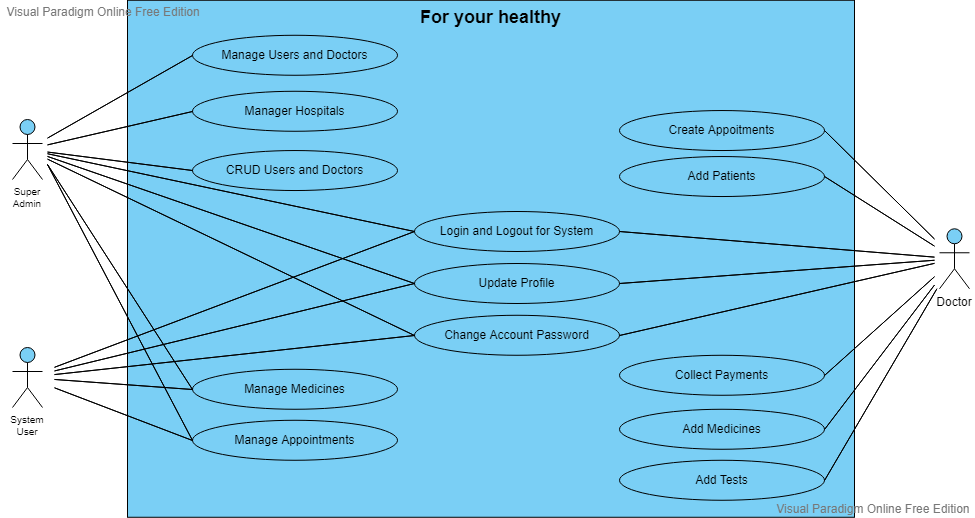 Visual Paradigm Online Free Edition
For your healthy
Manage Users and Doctors
Manager Hospitals
CRUD Users and Doctors
Super
Admin
Create Appoitments
Add Patients
Login and Logout for System
Update Profile
Change Account Password
Doctor
System
User
Manage Medicines
Manage Appointments
Collect Payments
Add Medicines
Add Tests
Visual Paradigm Online Free Edition